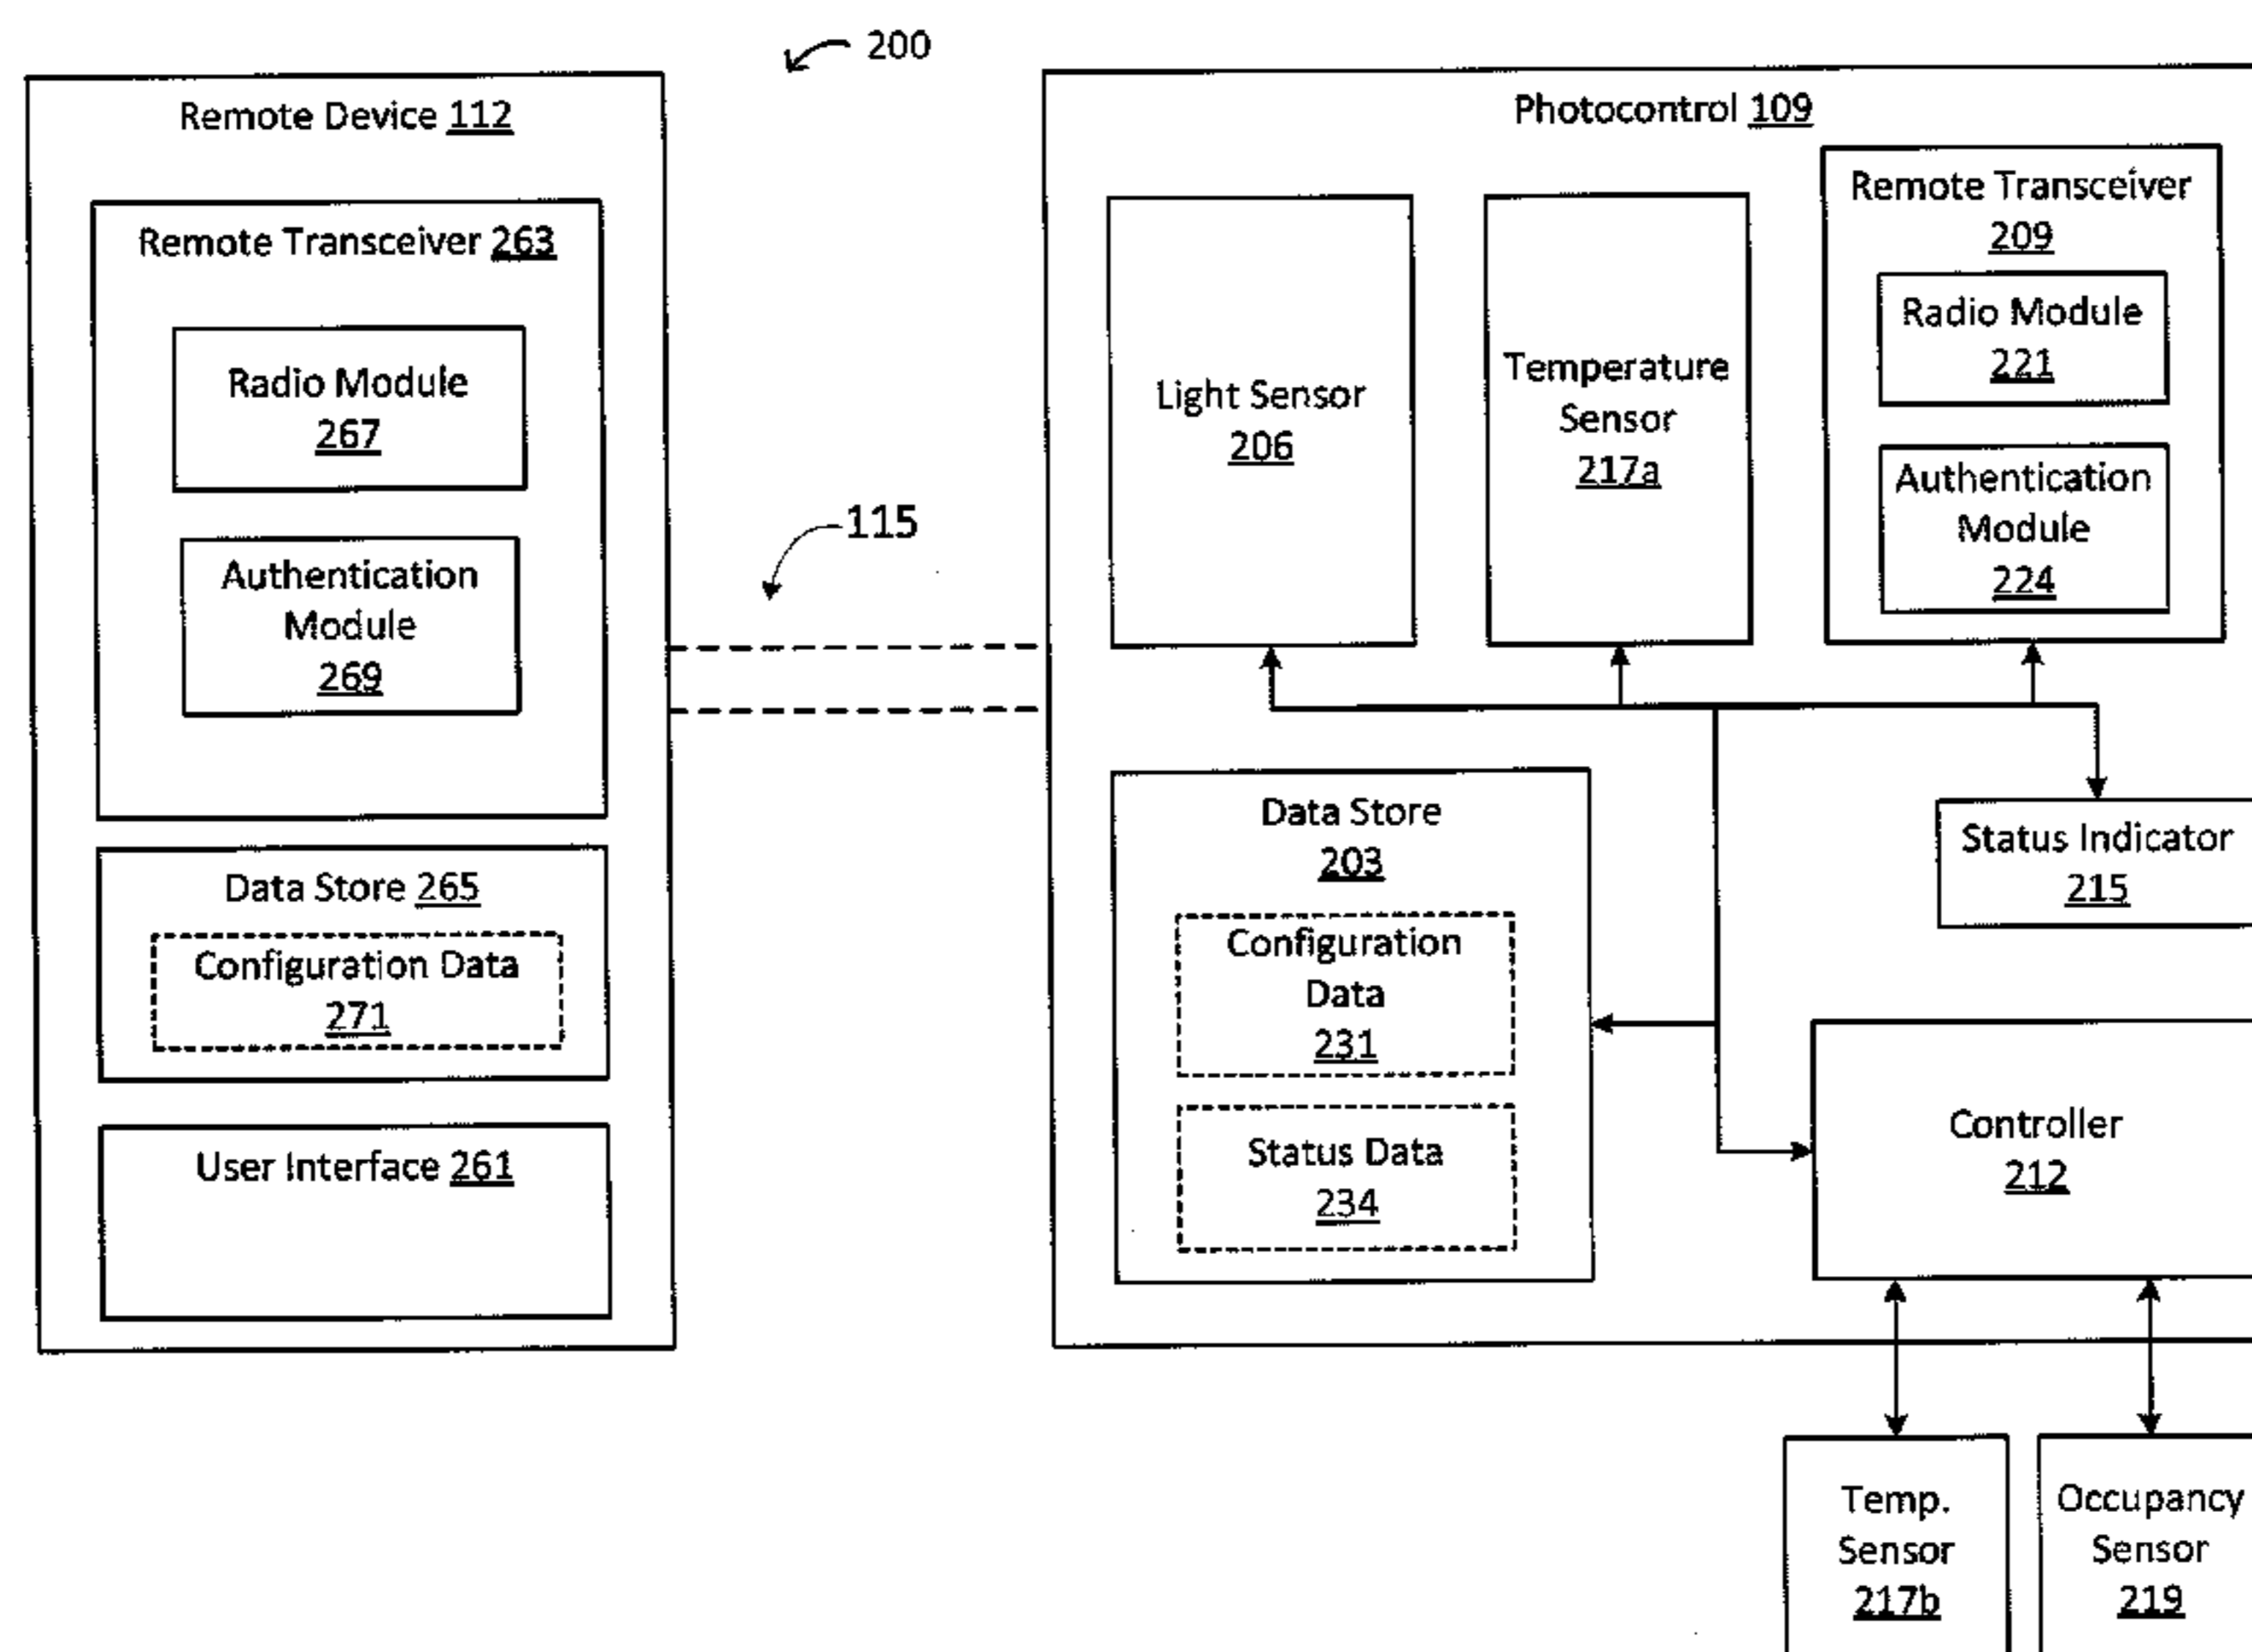 200
Remote Device 112
Remote Transceiver 263
Radio Module
267
Authentication
Module
269
Data Store 265
Configuration Data
271
User Interface 261
115
Photocontrol 109
Light Sensor
206
Temperature
Sensor
217a
Remote Transceiver
209
Radio Module
221
Authentication
Module
224
Data Store
203
Configuration
Data
231
Status Data
234
Status Indicator
215
Controller
212
Temp.
Sensor
217b
Occupancy
Sensor
219